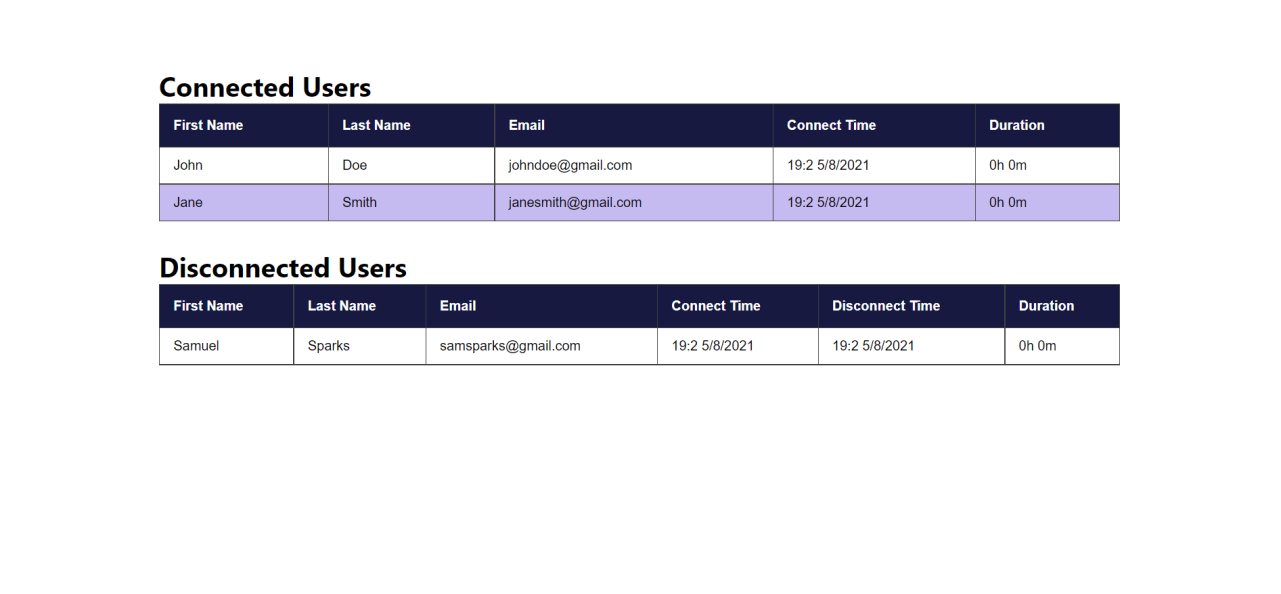 Connected Users
First Name Last Name Email Connect Time Duration
John Doe johndoe@gmail.com 19:2 5/8/2021 0h 0m
Jane Smith janesmith@gmail.com 19:2 5/8/2021 0h 0m
Disconnected Users
First Name Last Name Email Connect Time Disconnect Time Duration
Samuel Sparks samsparks@gmail.com 19:2 5/8/2021 19:2 5/8/2021 0h 0m